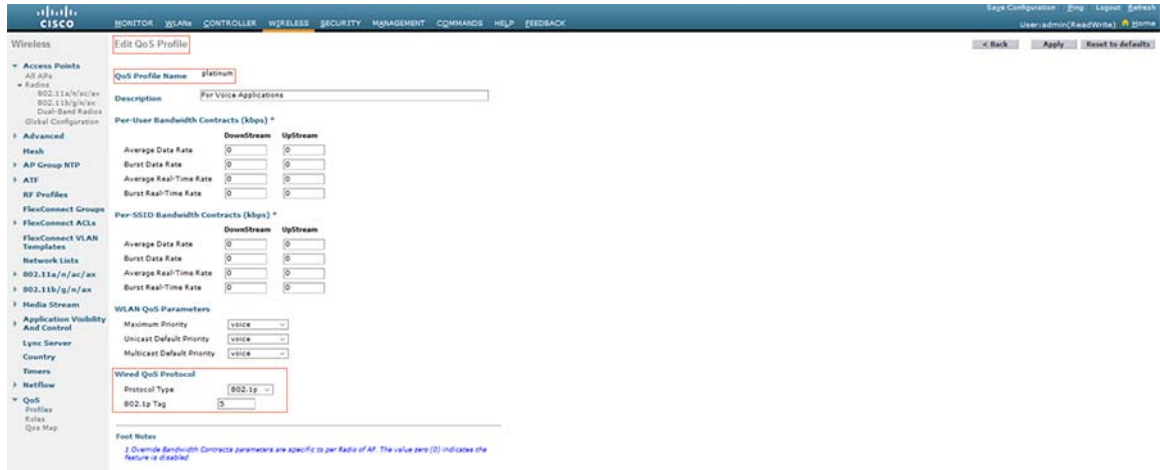 Save Configuration Ping Logout Refresh
CISCO
MONITOR WLANs CONTROLLER WIRELESS SECURITY MANAGEMENT COMMANDS HELP FEEDBACK
User:admin(ReadWrite) Home
Wireless
Access Points
All APs
Radios
802.11a/n/ac/ax
802.11b/g/n/ax
Dual-Band Radios
Global Configuration
Advanced
Mesh
AP Group NTP
ATF
RF Profiles
FlexConnect Groups
FlexConnect ACLs
FlexConnect VLAN
Templates
Network Lists
802.11a/n/ac/ax
802.11b/g/n/ax
Media Stream
Application Visibility
And Control
Lync Server
Country
Timers
Netflow
QoS
Profiles
Roles
Qos Map
Edit QoS Profile
< Back Apply Reset to defaults
QoS Profile Name platinum
Description For Voice Applications
Per-User Bandwidth Contracts (kbps) *
DownStream UpStream
Average Data Rate 0 0
Burst Data Rate 0 0
Average Real-Time Rate 0 0
Burst Real-Time Rate 0 0
Per-SSID Bandwidth Contracts (kbps) *
DownStream UpStream
Average Data Rate 0 0
Burst Data Rate 0 0
Average Real-Time Rate 0 0
Burst Real-Time Rate 0 0
WLAN QoS Parameters
Maximum Priority voice
Unicast Default Priority voice
Multicast Default Priority voice
Wired QoS Protocol
Protocol Type 802.1p
802.1p Tag 5
Foot Notes
1 Override Bandwidth Contracts parameters are specific to per Radio of AP. The value zero (0) indicates the
feature is disabled